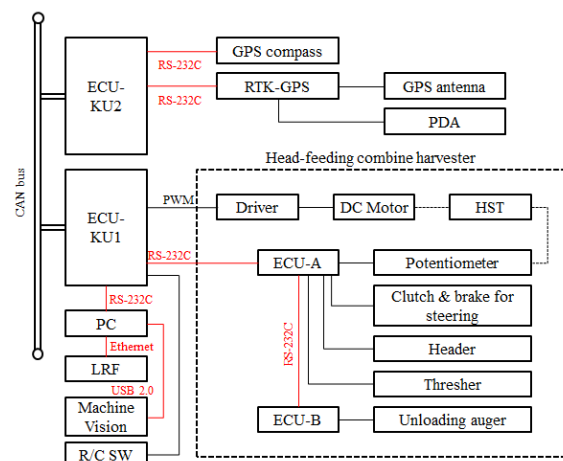 GPS compass
ECU-
KU2
RS-232C
RTK-GPS
GPS antenna
RS-232C
PDA
CAN bus
Head-feeding combine harvester
ECU-
KU1
PWM
Driver
DC Motor
HST
RS-232C
ECU-A
Potentiometer
RS-232C
Clutch & brake for
steering
PC
Ethernet
RS-232C
Header
LRF
USB 2.0
Thresher
Machine
Vision
ECU-B
Unloading auger
R/C SW